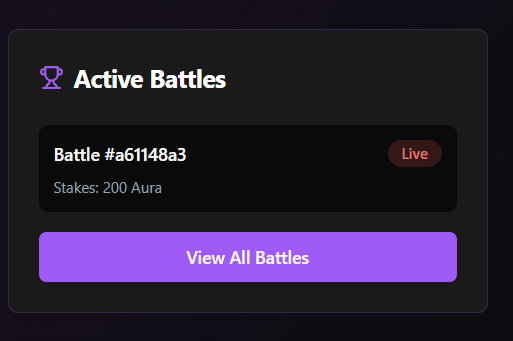 Active Battles
Battle #a61148a3
Live
Stakes: 200 Aura
View All Battles